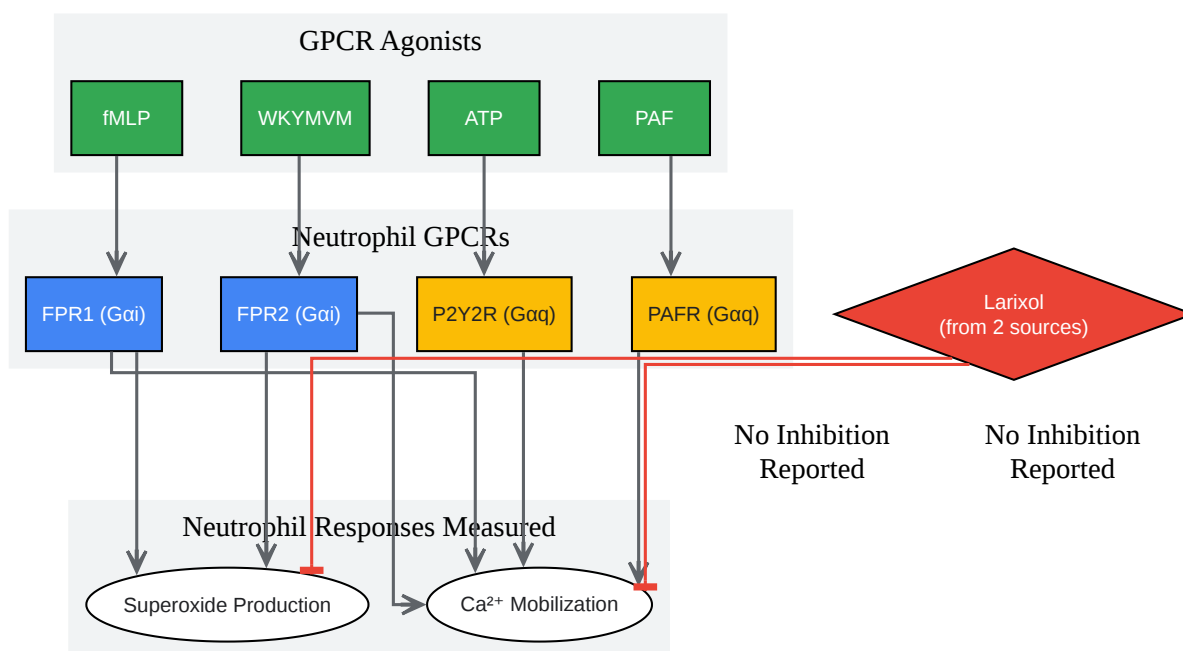 GPCR Agonists
fMLP
WKYMVM
ATP
PAF
Neutrophil GPCRs
FPR1 (Gαi)
FPR2 (Gαi)
P2Y2R (Gαq)
PAFR (Gαq)
Larixol
(from 2 sources)
No Inhibition
Reported
No Inhibition
Reported
Neutrophil Responses Measured
Superoxide Production
Ca²⁺ Mobilization